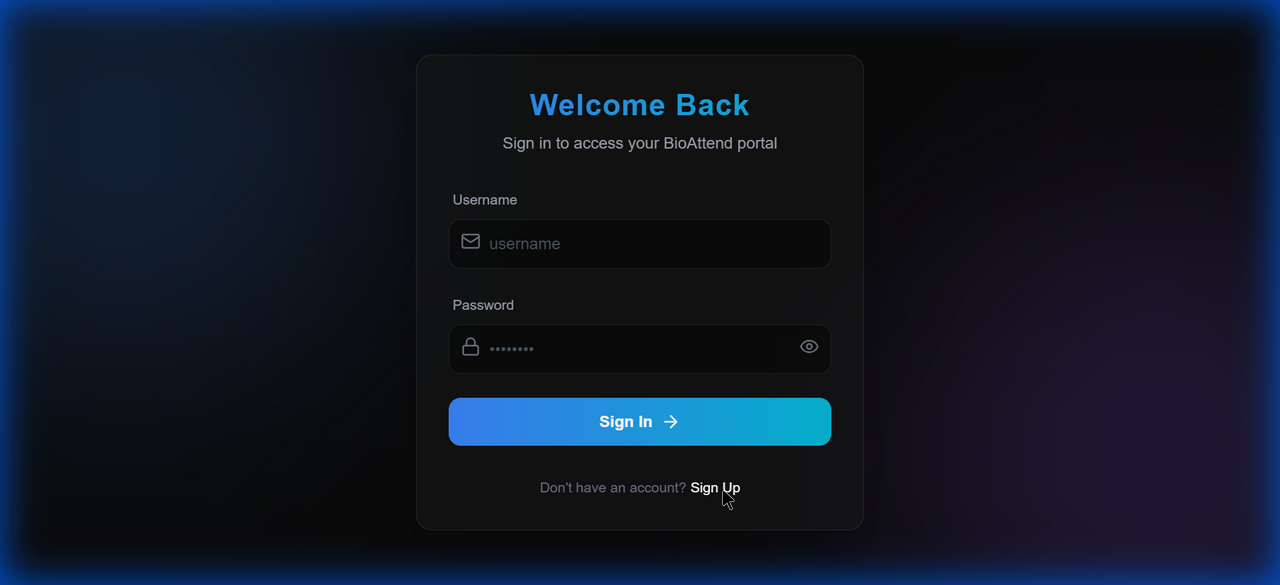 Welcome Back
Sign in to access your BioAttend portal
Username
username
Password
••••••••
Sign In →
Don't have an account? Sign Up